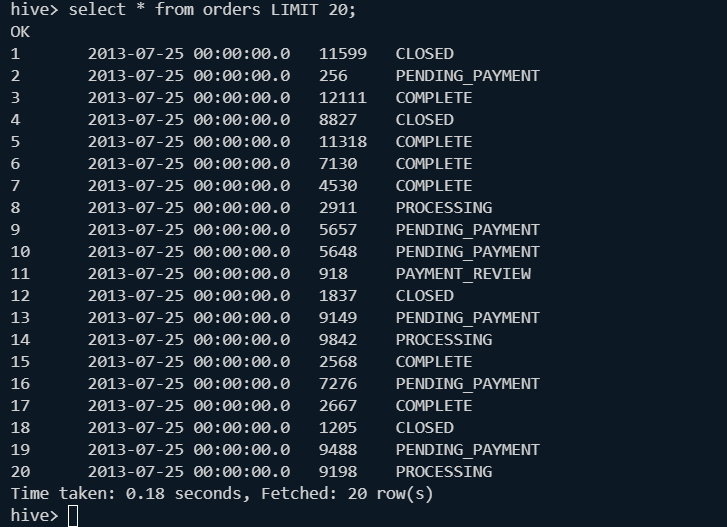 hive> select * from orders LIMIT 20;
OK
1 2013-07-25 00:00:00.0 11599 CLOSED
2 2013-07-25 00:00:00.0 256 PENDING_PAYMENT
3 2013-07-25 00:00:00.0 12111 COMPLETE
4 2013-07-25 00:00:00.0 8827 CLOSED
5 2013-07-25 00:00:00.0 11318 COMPLETE
6 2013-07-25 00:00:00.0 7130 COMPLETE
7 2013-07-25 00:00:00.0 4530 COMPLETE
8 2013-07-25 00:00:00.0 2911 PROCESSING
9 2013-07-25 00:00:00.0 5657 PENDING_PAYMENT
10 2013-07-25 00:00:00.0 5648 PENDING_PAYMENT
11 2013-07-25 00:00:00.0 918 PAYMENT_REVIEW
12 2013-07-25 00:00:00.0 1837 CLOSED
13 2013-07-25 00:00:00.0 9149 PENDING_PAYMENT
14 2013-07-25 00:00:00.0 9842 PROCESSING
15 2013-07-25 00:00:00.0 2568 COMPLETE
16 2013-07-25 00:00:00.0 7276 PENDING_PAYMENT
17 2013-07-25 00:00:00.0 2667 COMPLETE
18 2013-07-25 00:00:00.0 1205 CLOSED
19 2013-07-25 00:00:00.0 9488 PENDING_PAYMENT
20 2013-07-25 00:00:00.0 9198 PROCESSING
Time taken: 0.18 seconds, Fetched: 20 row(s)
hive>